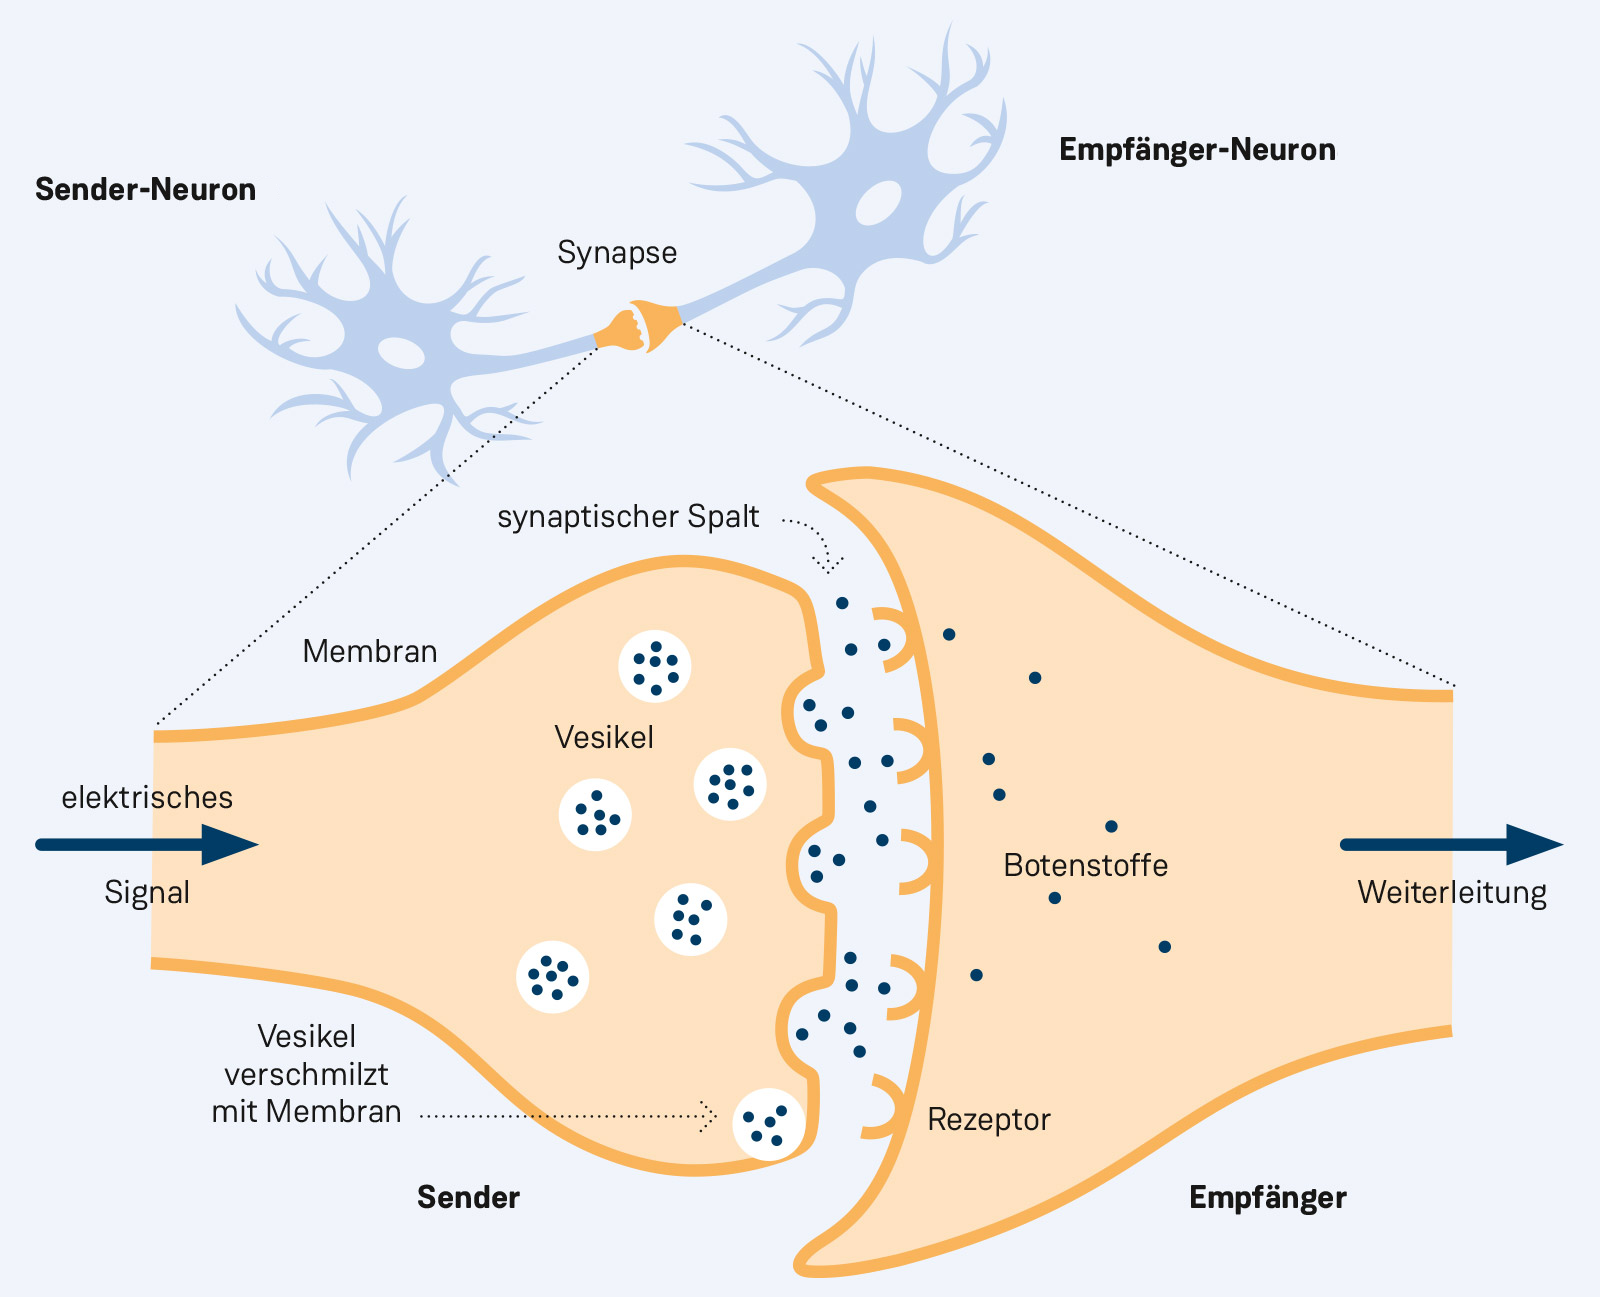 Empfänger-Neuron
Sender-Neuron
Synapse
synaptischer Spalt
Membran
Vesikel
elektrisches
Signal
Botenstoffe
Weiterleitung
Vesikel
verschmilzt
mit Membran
Rezeptor
Sender
Empfänger